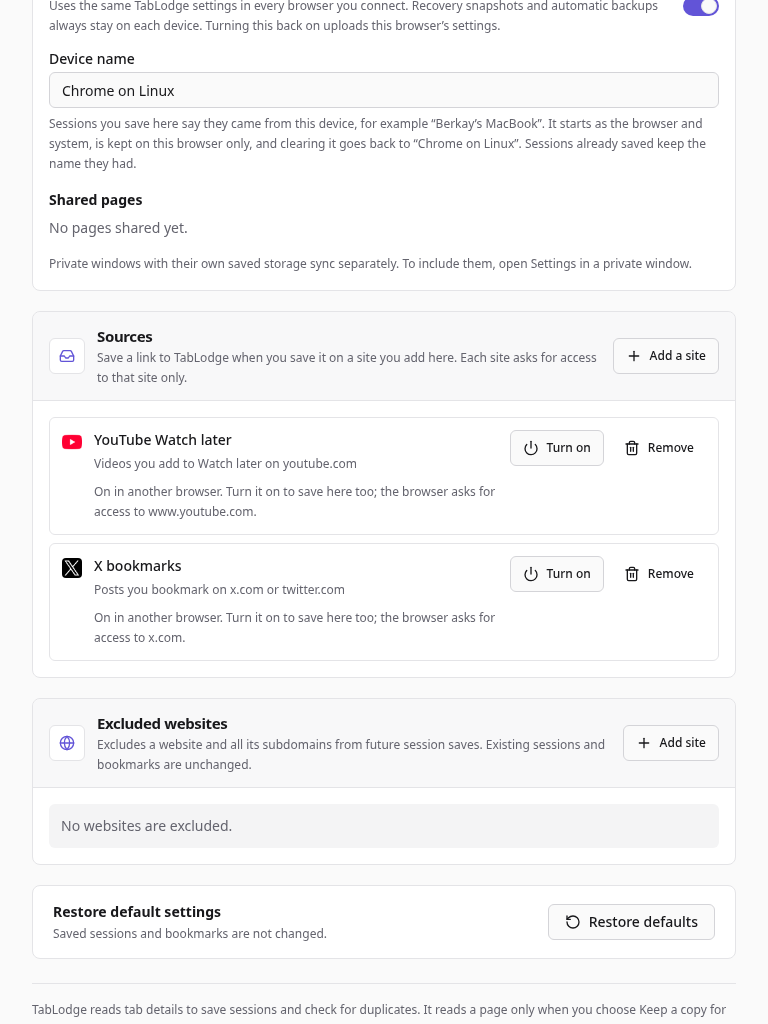 Uses the same TabLodge settings in every browser you connect. Recovery snapshots and automatic backups
always stay on each device. Turning this back on uploads this browser’s settings.
Device name
Chrome on Linux
Sessions you save here say they came from this device, for example “Berkay’s MacBook”. It starts as the browser and
system, is kept on this browser only, and clearing it goes back to “Chrome on Linux”. Sessions already saved keep the
name they had.
Shared pages
No pages shared yet.
Private windows with their own saved storage sync separately. To include them, open Settings in a private window.
Sources
Save a link to TabLodge when you save it on a site you add here. Each site asks for access
to that site only.
Add a site
YouTube Watch later
Videos you add to Watch later on youtube.com
On in another browser. Turn it on to save here too; the browser asks for
access to www.youtube.com.
Turn on
Remove
X bookmarks
Posts you bookmark on x.com or twitter.com
On in another browser. Turn it on to save here too; the browser asks for
access to x.com.
Turn on
Remove
Excluded websites
Excludes a website and all its subdomains from future session saves. Existing sessions and
bookmarks are unchanged.
Add site
No websites are excluded.
Restore default settings
Saved sessions and bookmarks are not changed.
Restore defaults
TabLodge reads tab details to save sessions and check for duplicates. It reads a page only when you choose Keep a copy for